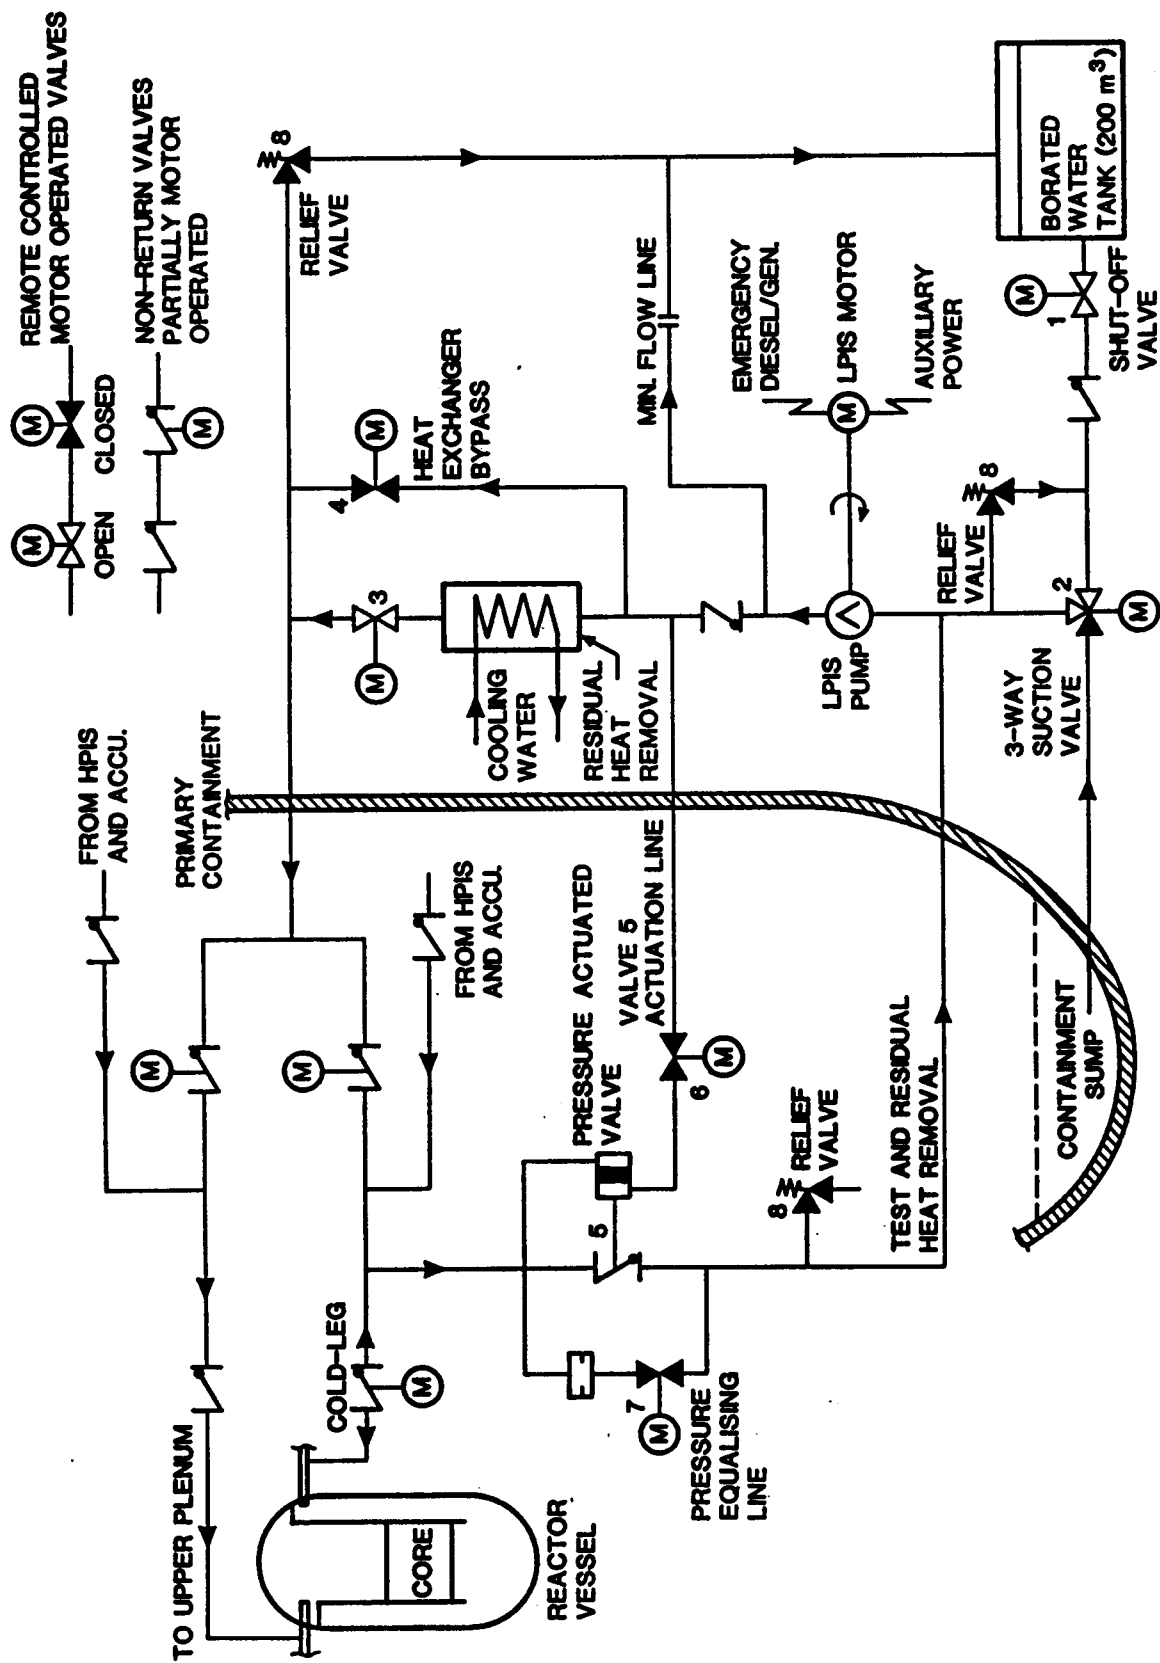 REMOTE CONTROLLED
MOTOR OPERATED VALVES
M
M
OPEN
CLOSED
NON-RETURN VALVES
PARTIALLY MOTOR
OPERATED
M
FROM HPIS
AND ACCU.
PRIMARY
CONTAINMENT
TO UPPER PLENUM
M
M
COLD-LEG
M
FROM HPIS
AND ACCU.
REACTOR
VESSEL
CORE
8
RELIEF
VALVE
M
3
4
M
HEAT
EXCHANGER
BYPASS
COOLING
WATER
RESIDUAL
HEAT
REMOVAL
MIN. FLOW LINE
PRESSURE ACTUATED
VALVE
5
VALVE 5
ACTUATION LINE
6
M
7
M
PRESSURE
EQUALISING
LINE
8
RELIEF
VALVE
EMERGENCY
DIESEL/GEN.
M
LPIS MOTOR
AUXILIARY
POWER
LPIS
PUMP
TEST AND RESIDUAL
HEAT REMOVAL
RELIEF
VALVE
8
3-WAY
SUCTION
VALVE
2
M
CONTAINMENT
SUMP
M
1
SHUT-OFF
VALVE
BORATED
WATER
TANK (200 m³)